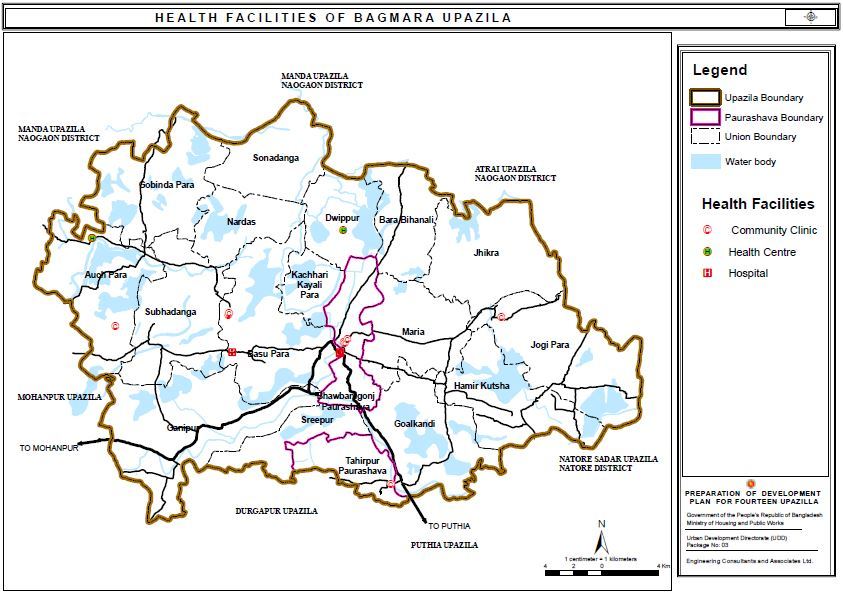 HEALTH FACILITIES OF BAGMARA UPAZILA
MANDA UPAZILA
NAOGAON DISTRICT
MANDA UPAZILA
NAOGAON DISTRICT
ATRAI UPAZILA
NAOGAON DISTRICT
Sonadanga
Gobinda Para
Nardas
Dwippur
Bara Bihanali
Jhikra
Auch Para
Kachhari
Kayali
Para
Subhadanga
Maria
Jogi Para
Basu Para
Hamir Kutsha
MOHANPUR UPAZILA
Bhawbanigonj
Paurashava
Sreepur
Goalkandi
Ganipur
TO MOHANPUR
Tahirpur
Paurashava
NATORE SADAR UPAZILA
NATORE DISTRICT
DURGAPUR UPAZILA
TO PUTHIA
PUTHIA UPAZILA
N
1 centimeter = 1 kilometers
4 2 0 4 Km
Legend
Upazila Boundary
Paurashava Boundary
Union Boundary
Water body
Health Facilities
C Community Clinic
H Health Centre
H Hospital
PREPARATION OF DEVELOPMENT
PLAN FOR FOURTEEN UPAZILLA
Government of the People's Republic of Bangladesh
Ministry of Housing and Public Works
Urban Development Directorate (UDD)
Package No: 03
Engineering Consultants and Associates Ltd.